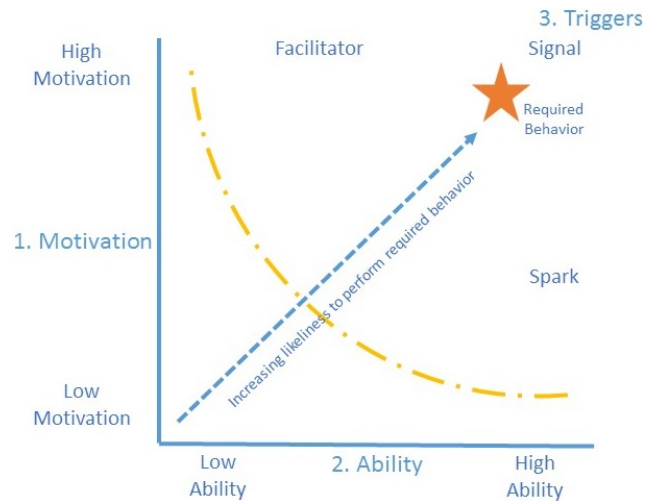 3. Triggers
High
Motivation
Facilitator
Signal
Required
Behavior
1. Motivation
Increasing likeliness to perform required behavior
Spark
Low
Motivation
Low
Ability
2. Ability
High
Ability